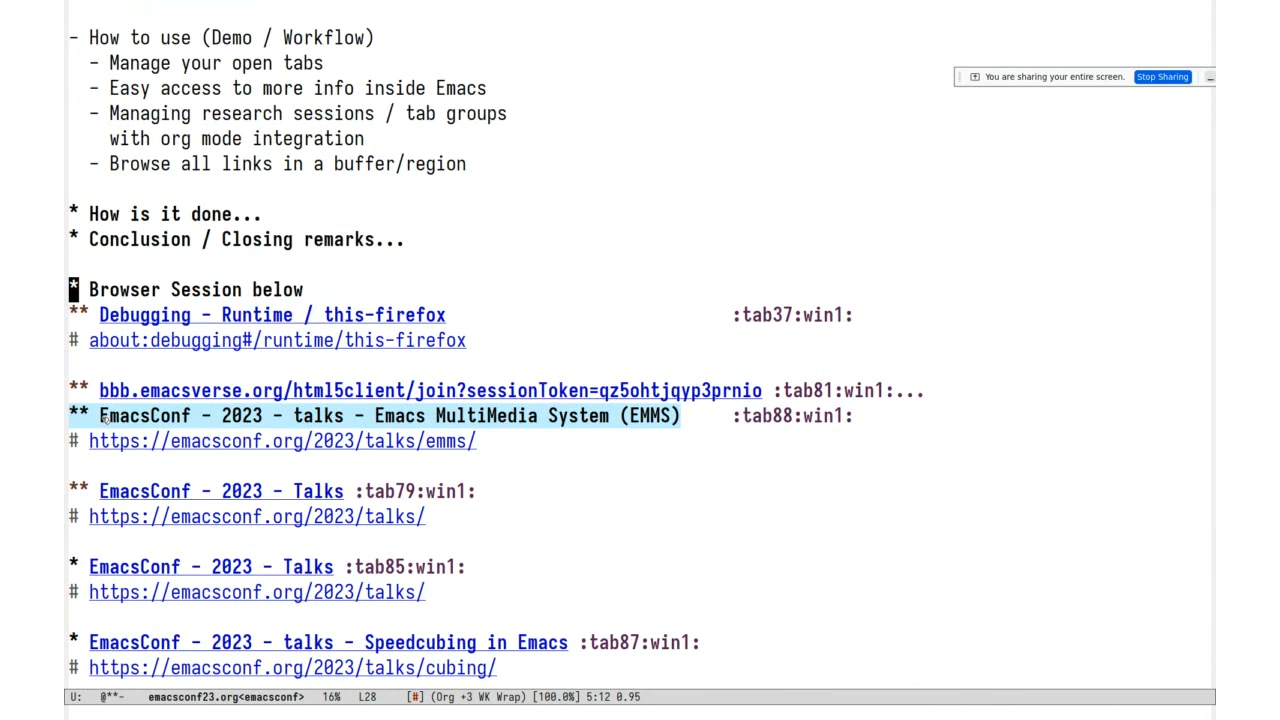 - How to use (Demo / Workflow)
- Manage your open tabs
- Easy access to more info inside Emacs
- Managing research sessions / tab groups
with org mode integration
- Browse all links in a buffer/region
You are sharing your entire screen. Stop Sharing
* How is it done...
* Conclusion / Closing remarks...
* Browser Session below
** Debugging - Runtime / this-firefox :tab37:win1:
# about:debugging#/runtime/this-firefox
** bbb.emacsverse.org/html5client/join?sessionToken=qz5ohtjqyp3prnio :tab81:win1:...
** EmacsConf - 2023 - talks - Emacs MultiMedia System (EMMS) :tab88:win1:
# https://emacsconf.org/2023/talks/emms/
** EmacsConf - 2023 - Talks :tab79:win1:
# https://emacsconf.org/2023/talks/
* EmacsConf - 2023 - Talks :tab85:win1:
# https://emacsconf.org/2023/talks/
* EmacsConf - 2023 - talks - Speedcubing in Emacs :tab87:win1:
# https://emacsconf.org/2023/talks/cubing/
U: @**- emacsconf23.org<emacsconf> 16% L28 [#] (Org +3 WK Wrap) [100.0%] 5:12 0.95